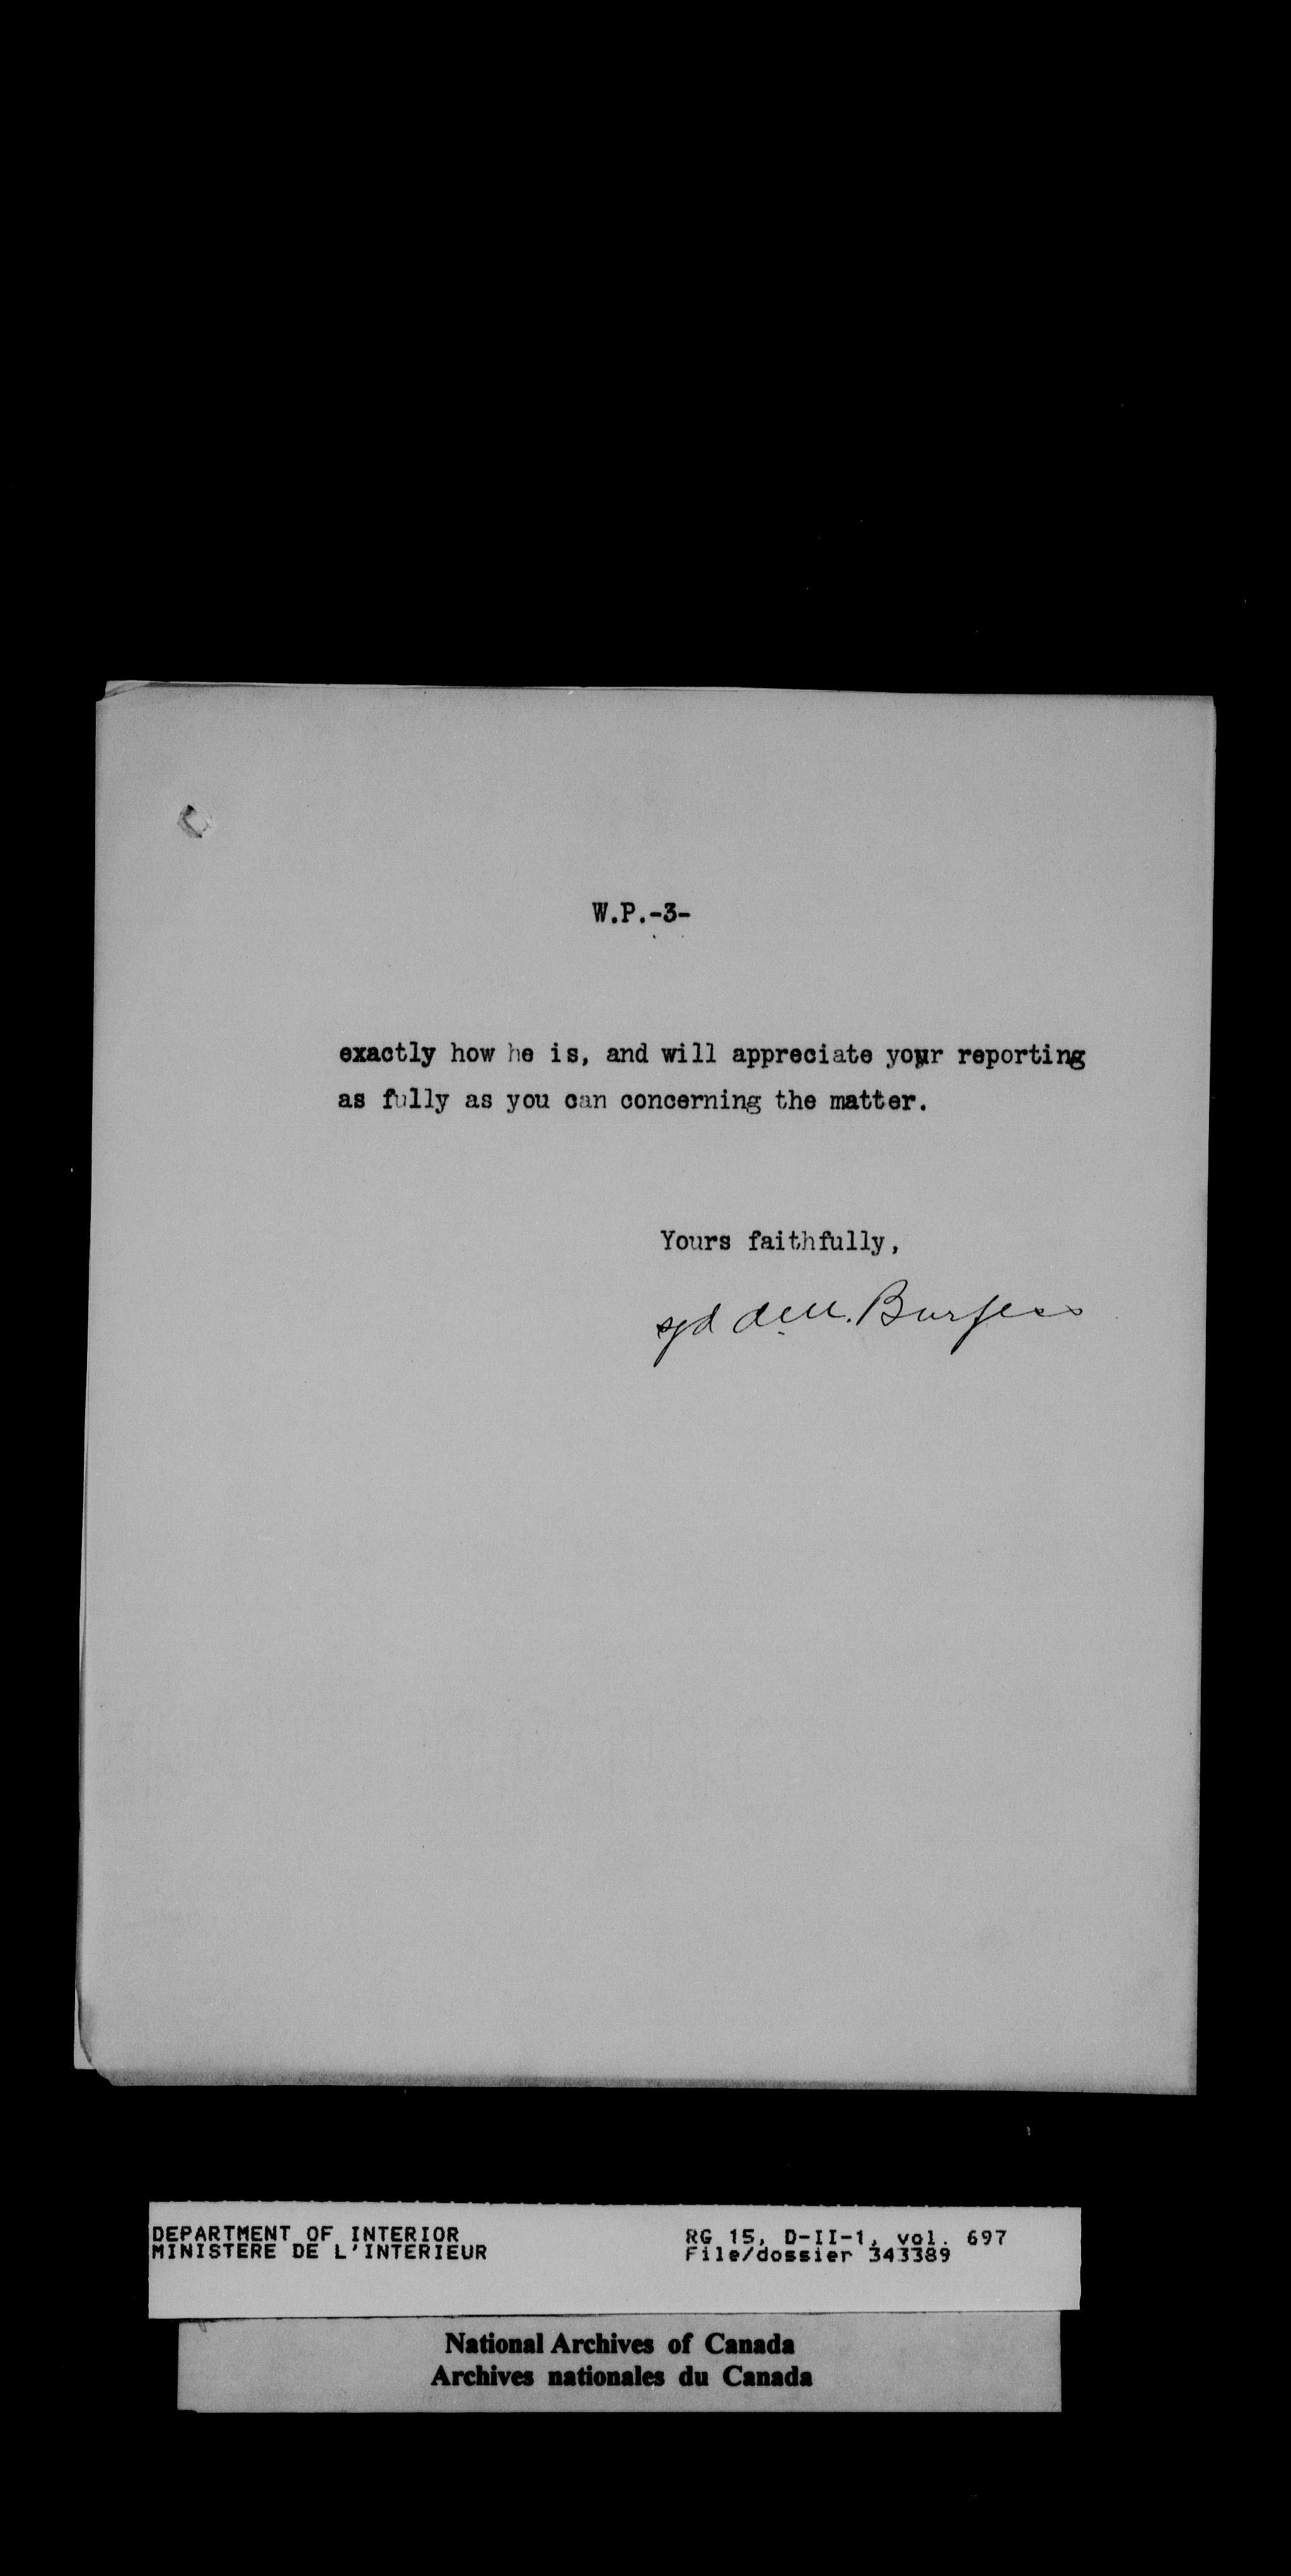 W.P.-3-
exactly how he is, and will appreciate your reporting
as fully as you can concerning the matter.
Yours faithfully,
sgd A.M. Burgess
DEPARTMENT OF INTERIOR
MINISTERE DE L'INTERIEUR
RG 15, D-II-1, vol. 697
File/dossier 343389
National Archives of Canada
Archives nationales du Canada